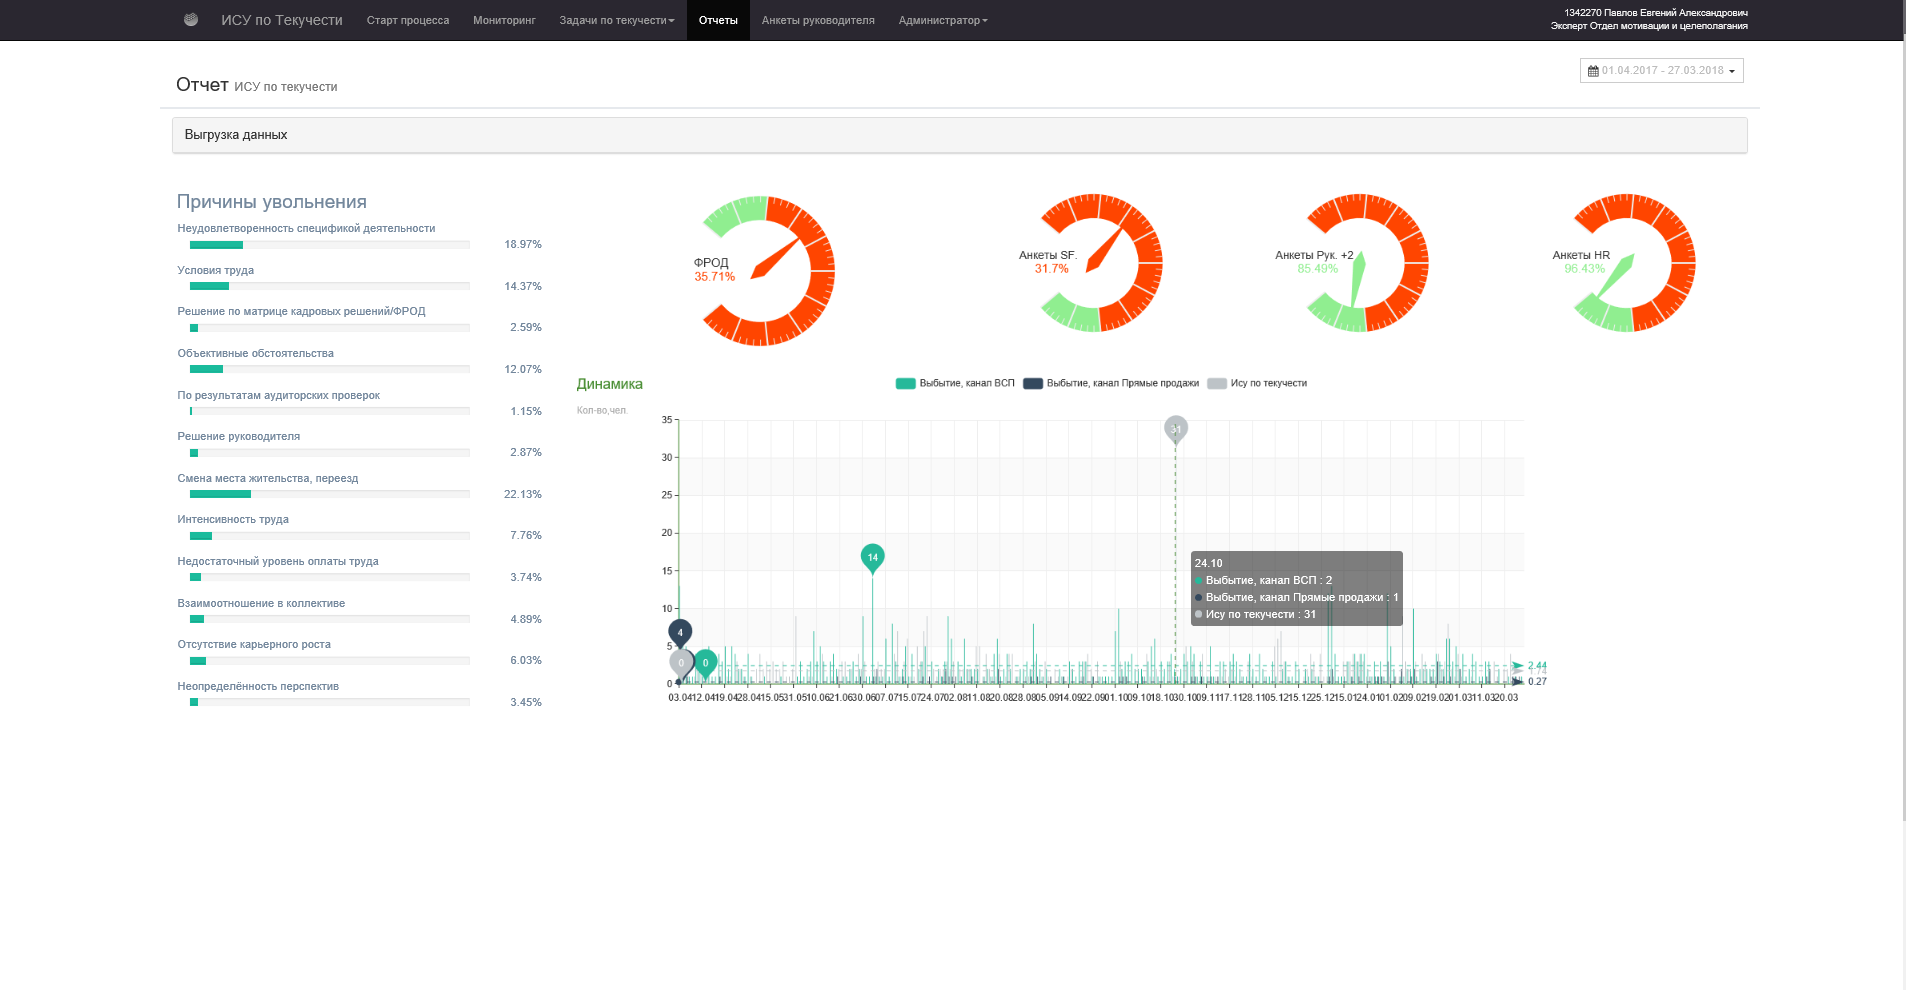 ИСУ по Текучести Старт процесса Мониторинг Задачи по текучести Отчеты Анкеты руководителя Администратор
1342270 Павлов Евгений Александрович
Эксперт Отдел мотивации и целеполагания
Отчет ИСУ по текучести
01.04.2017 - 27.03.2018
Выгрузка данных
Причины увольнения
Неудовлетворенность спецификой деятельности
18.97%
Условия труда
14.37%
Решение по матрице кадровых решений/ФРОД
2.59%
Объективные обстоятельства
12.07%
По результатам аудиторских проверок
1.15%
Решение руководителя
2.87%
Смена места жительства, переезд
22.13%
Интенсивность труда
7.76%
Недостаточный уровень оплаты труда
3.74%
Взаимоотношение в коллективе
4.89%
Отсутствие карьерного роста
6.03%
Неопределённость перспектив
3.45%
ФРОД
35.71%
Анкеты SF.
31.7%
Анкеты Рук. +2
85.49%
Анкеты HR
96.43%
Динамика
Выбытие, канал ВСП Выбытие, канал Прямые продажи Ису по текучести
Кол-во,чел.
35
30
25
20
15
10
5
0
31
14
4
0
0
24.10
Выбытие, канал ВСП : 2
Выбытие, канал Прямые продажи : 1
Ису по текучести : 31
2.44
0.27
03.04 12.04 19.04 28.04 15.05 31.05 10.06 21.06 30.06 07.07 15.07 24.07 02.08 11.08 20.08 28.08 05.09 14.09 22.09 01.10 09.10 18.10 30.10 09.11 17.11 28.11 05.12 15.12 25.12 15.01 24.01 01.02 09.02 19.02 01.03 11.03 20.03